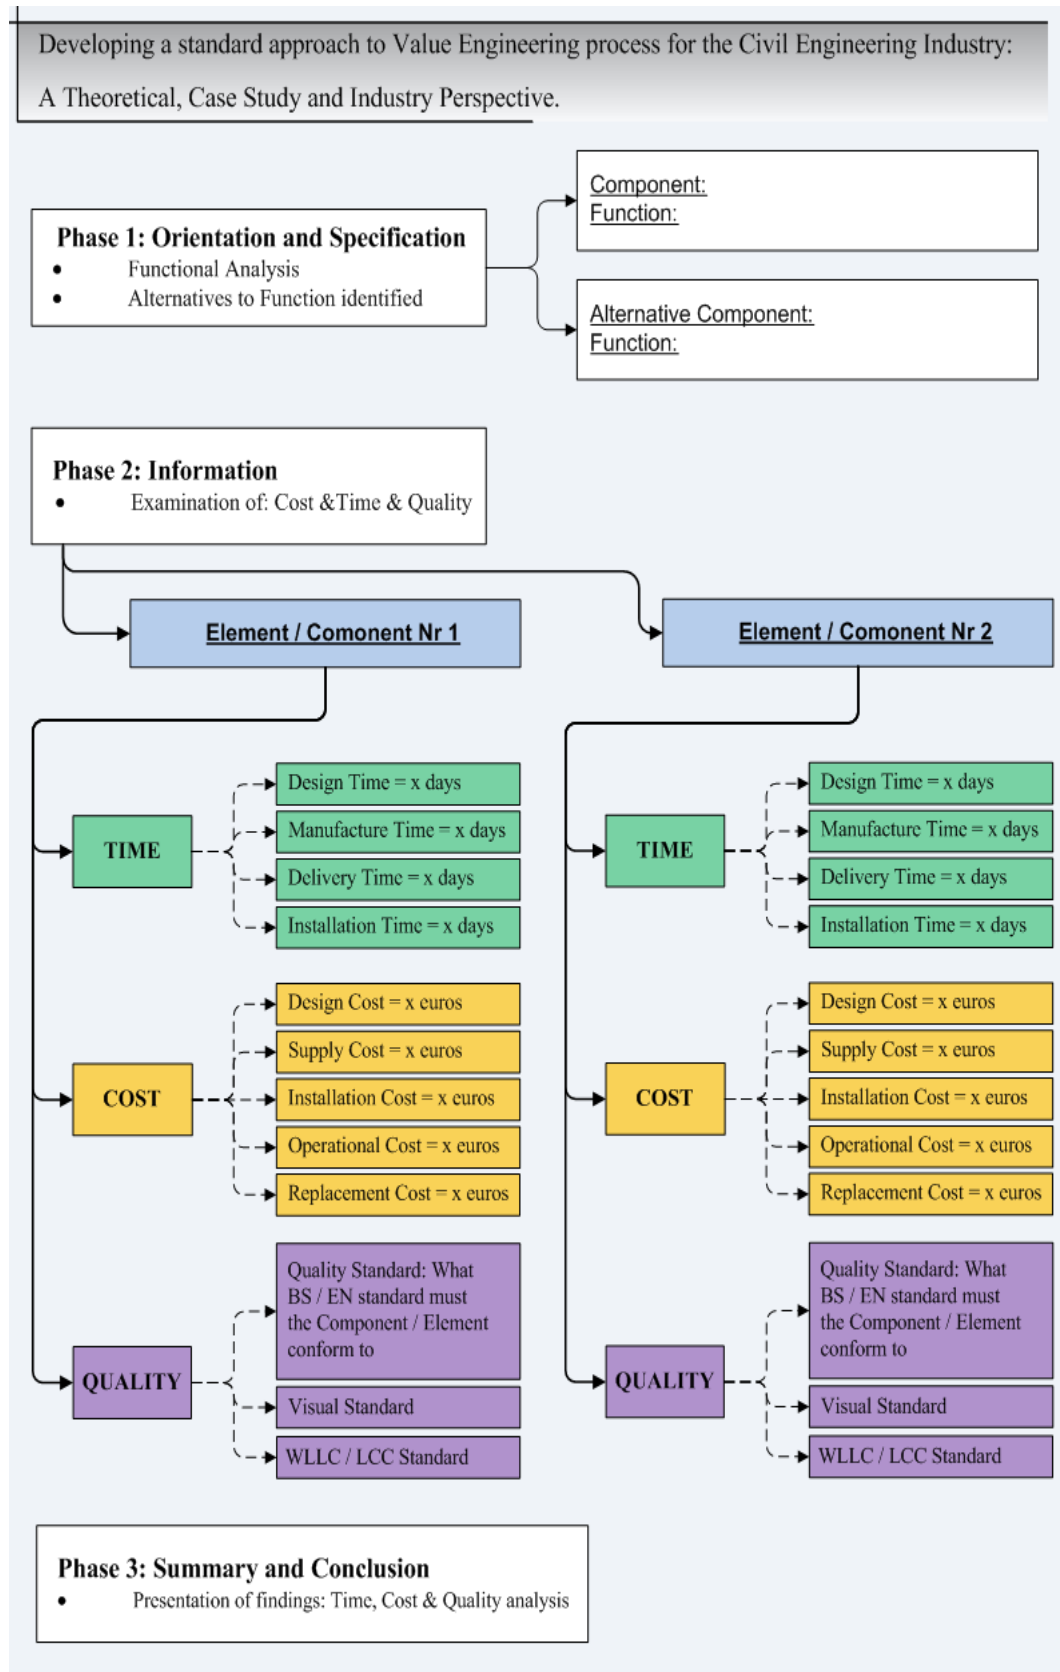 Developing a standard approach to Value Engineering process for the Civil Engineering Industry:
A Theoretical, Case Study and Industry Perspective.
Phase 1: Orientation and Specification
• Functional Analysis
• Alternatives to Function identified
Component:
Function:
Alternative Component:
Function:
Phase 2: Information
• Examination of: Cost &Time & Quality
Element / Comonent Nr 1
Element / Comonent Nr 2
TIME
Design Time = x days
Manufacture Time = x days
Delivery Time = x days
Installation Time = x days
COST
Design Cost = x euros
Supply Cost = x euros
Installation Cost = x euros
Operational Cost = x euros
Replacement Cost = x euros
QUALITY
Quality Standard: What
BS / EN standard must
the Component / Element
conform to
Visual Standard
WLLC / LCC Standard
TIME
Design Time = x days
Manufacture Time = x days
Delivery Time = x days
Installation Time = x days
COST
Design Cost = x euros
Supply Cost = x euros
Installation Cost = x euros
Operational Cost = x euros
Replacement Cost = x euros
QUALITY
Quality Standard: What
BS / EN standard must
the Component / Element
conform to
Visual Standard
WLLC / LCC Standard
Phase 3: Summary and Conclusion
• Presentation of findings: Time, Cost & Quality analysis